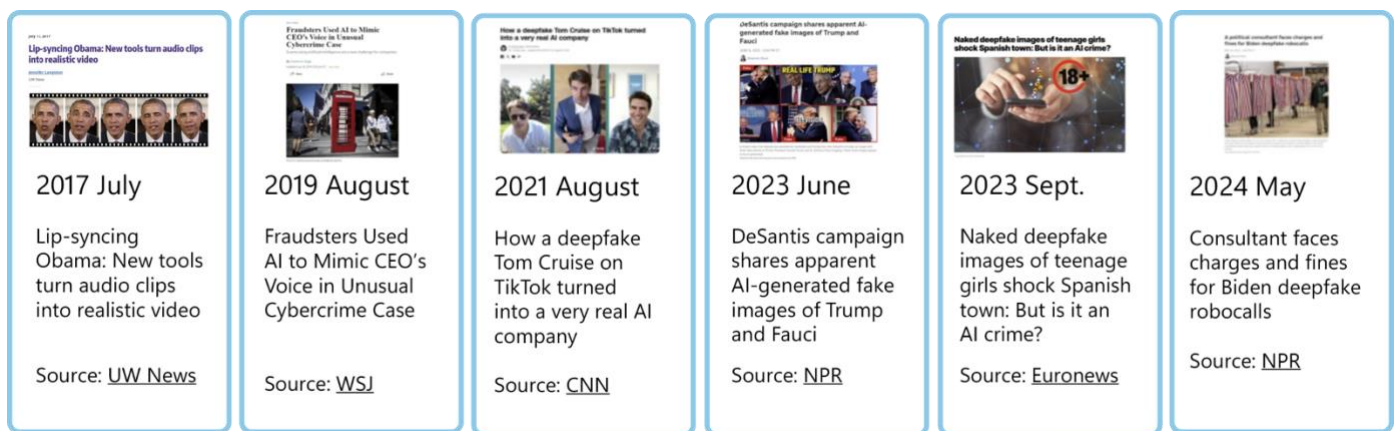 July 11, 2017
Lip-syncing Obama: New tools turn audio clips
into realistic video
2017 July
Lip-syncing
Obama: New tools
turn audio clips
into realistic video
Source: UW News
Fraudsters Used AI to Mimic
CEO's Voice in Unusual
Cybercrime Case
2019 August
Fraudsters Used
AI to Mimic CEO's
Voice in Unusual
Cybercrime Case
Source: WSJ
How a deepfake Tom Cruise on TikTok turned
into a very real AI company
2021 August
How a deepfake
Tom Cruise on
TikTok turned
into a very real AI
company
Source: CNN
DeSantis campaign shares apparent AI-
generated fake images of Trump and
Fauci
REAL LIFE TRUMP
2023 June
DeSantis campaign
shares apparent
AI-generated fake
images of Trump
and Fauci
Source: NPR
Naked deepfake images of teenage girls
shock Spanish town: But is it an AI crime?
18+
2023 Sept.
Naked deepfake
images of teenage
girls shock Spanish
town: But is it an
AI crime?
Source: Euronews
A political consultant faces charges and
fines for Biden deepfake robocalls
2024 May
Consultant faces
charges and fines
for Biden deepfake
robocalls
Source: NPR